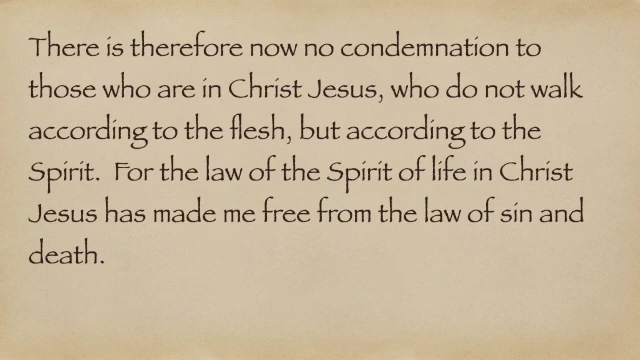 There is therefore now no condemnation to
those who are in Christ Jesus, who do not walk
according to the flesh, but according to the
Spirit.  For the law of the Spirit of life in Christ
Jesus has made me free from the law of sin and
death.